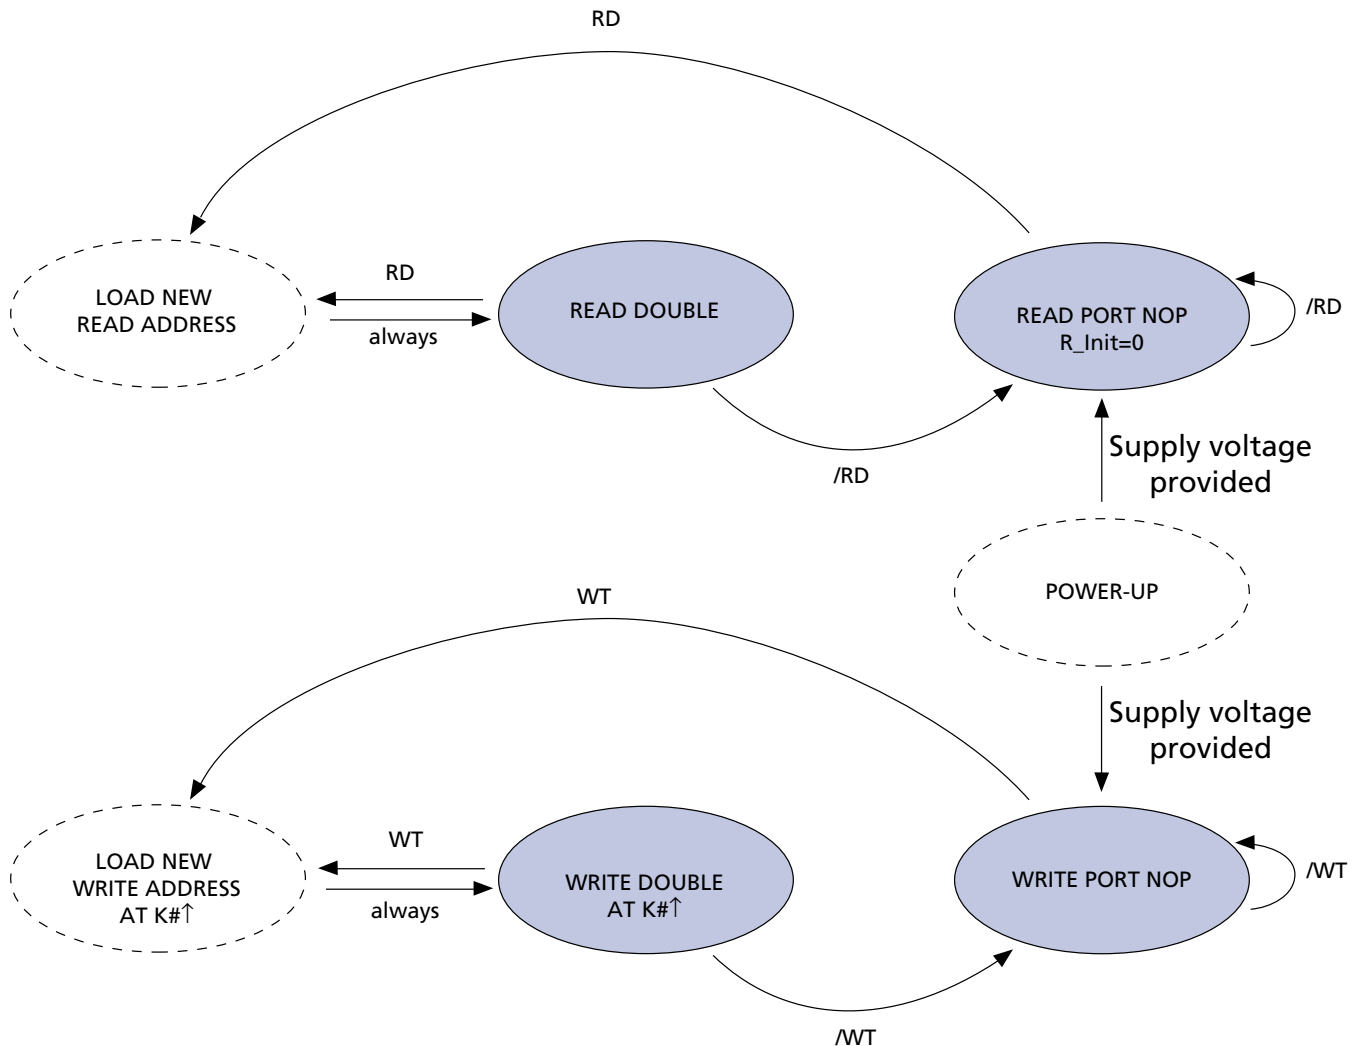 RD
LOAD NEW
READ ADDRESS
RD
always
READ DOUBLE
READ PORT NOP
R_Init=0
/RD
/RD
Supply voltage
provided
POWER-UP
Supply voltage
provided
WT
LOAD NEW
WRITE ADDRESS
AT K#↑
WT
always
WRITE DOUBLE
AT K#↑
WRITE PORT NOP
/WT
/WT